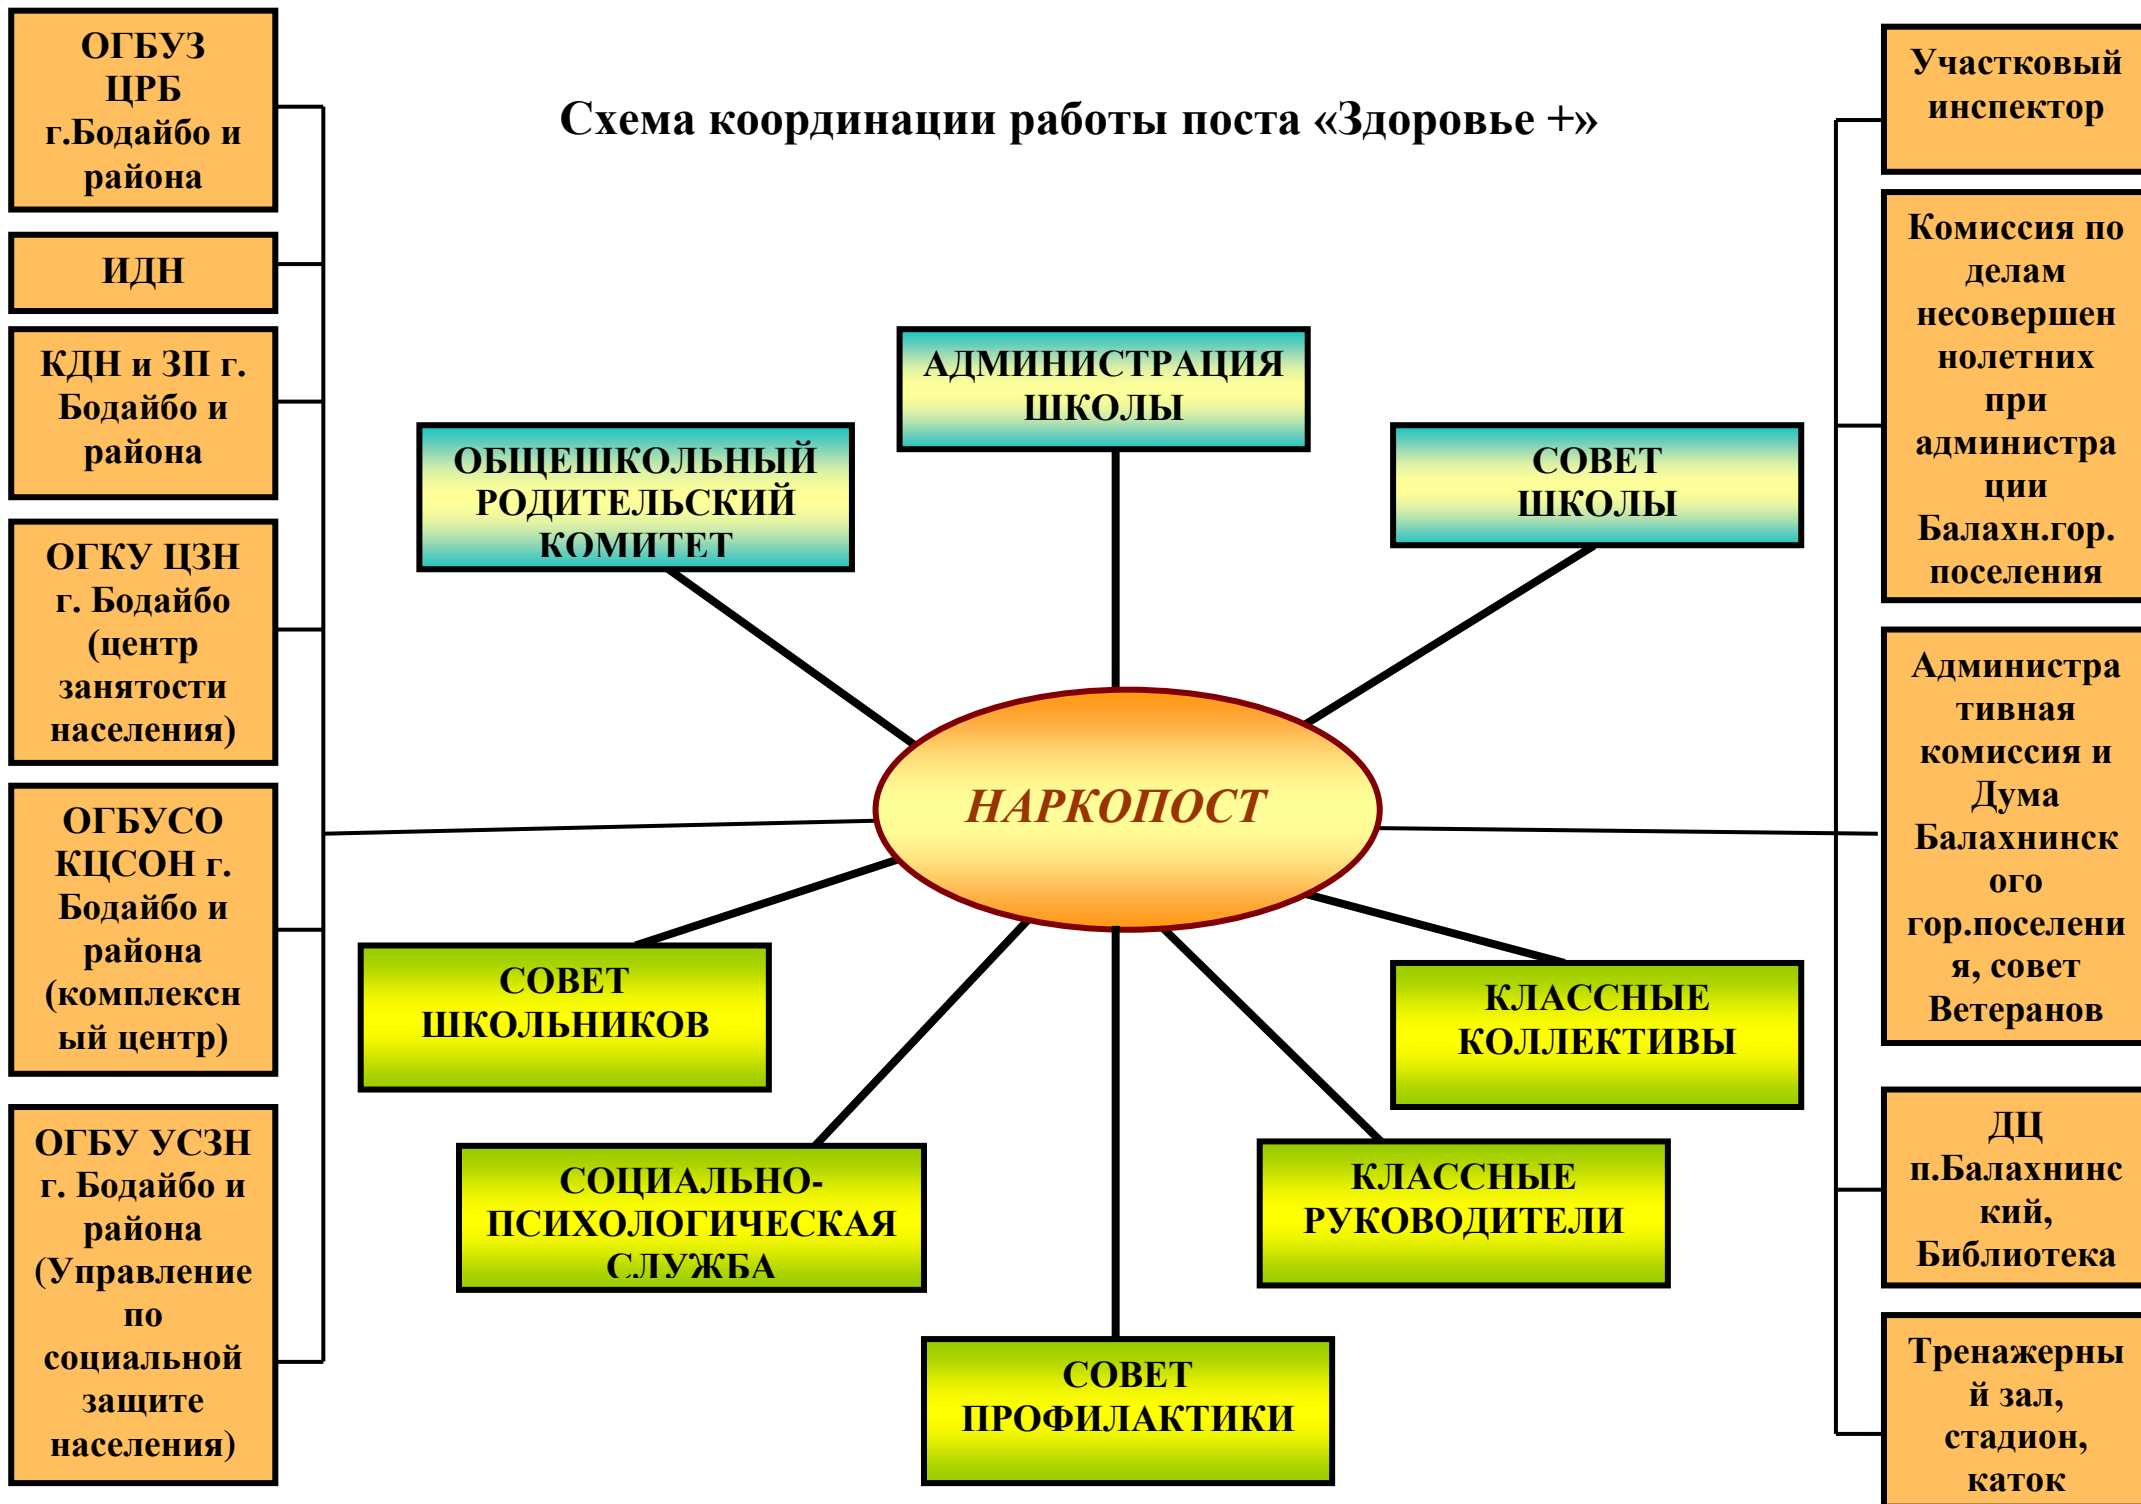 Схема координации работы поста «Здоровье +»
ОГБУЗ
ЦРБ
г.Бодайбо и
района
ИДН
КДН и ЗП г.
Бодайбо и
района
ОГКУ ЦЗН
г. Бодайбо
(центр
занятости
населения)
ОГБУСО
КЦСОН г.
Бодайбо и
района
(комплексн
ый центр)
ОГБУ УСЗН
г. Бодайбо и
района
(Управление
по
социальной
защите
населения)
ОБЩЕШКОЛЬНЫЙ
РОДИТЕЛЬСКИЙ
КОМИТЕТ
АДМИНИСТРАЦИЯ
ШКОЛЫ
СОВЕТ
ШКОЛЫ
НАРКОПОСТ
СОВЕТ
ШКОЛЬНИКОВ
СОЦИАЛЬНО-
ПСИХОЛОГИЧЕСКАЯ
СЛУЖБА
СОВЕТ
ПРОФИЛАКТИКИ
КЛАССНЫЕ
РУКОВОДИТЕЛИ
КЛАССНЫЕ
КОЛЛЕКТИВЫ
Участковый
инспектор
Комиссия по
делам
несовершен
нолетних
при
администра
ции
Балахн.гор.
поселения
Администра
тивная
комиссия и
Дума
Балахнинск
ого
гор.поселени
я, совет
Ветеранов
ДЦ
п.Балахнинс
кий,
Библиотека
Тренажерны
й зал,
стадион,
каток